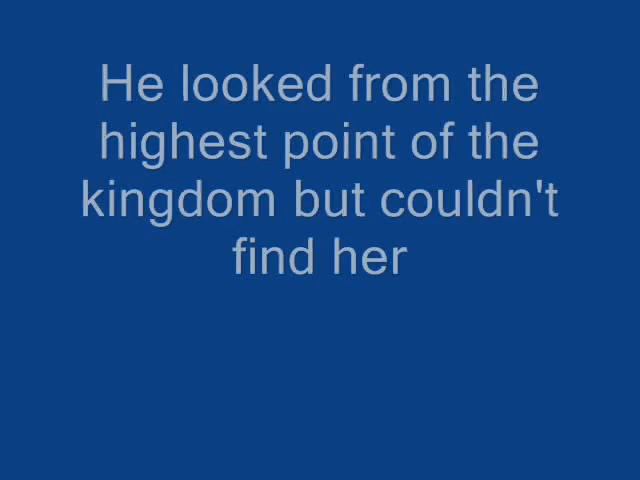 He looked from the
highest point of the
kingdom but couldn't
find her